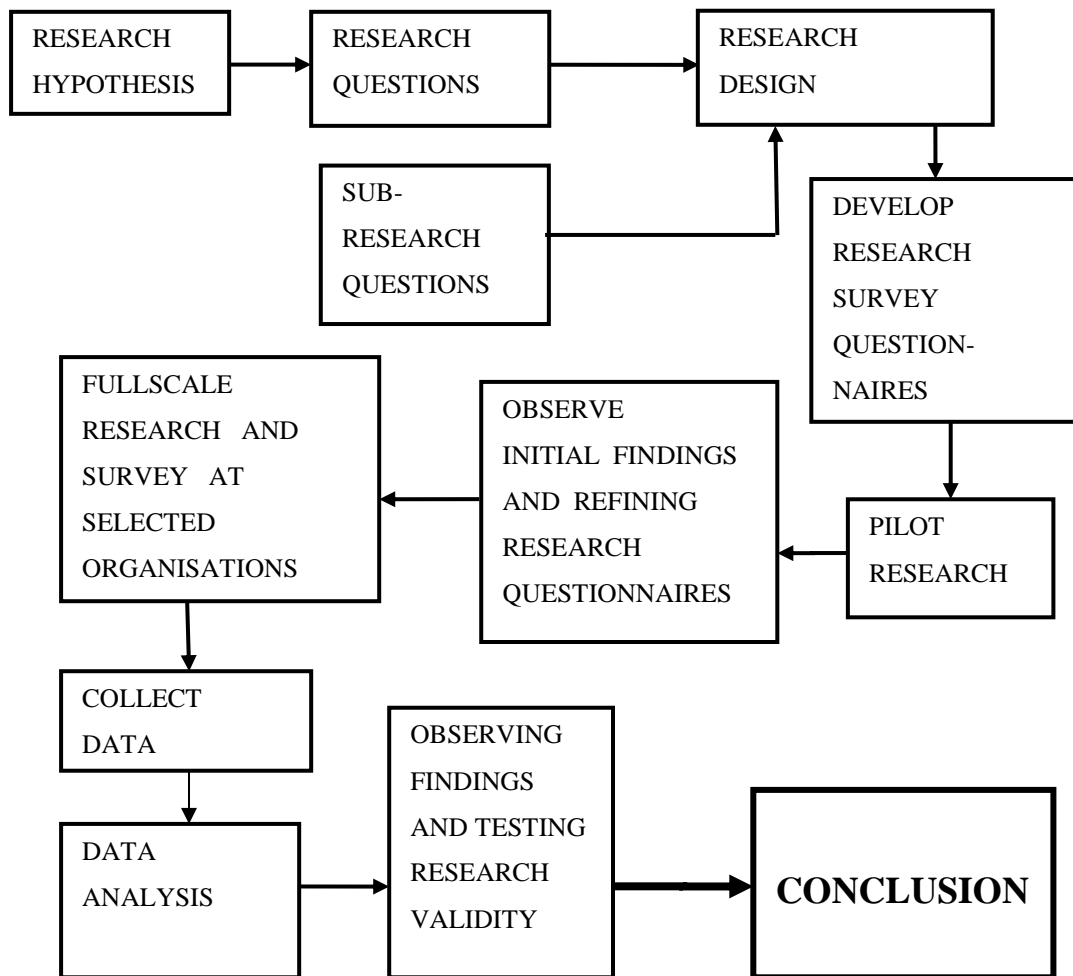 RESEARCH
HYPOTHESIS
RESEARCH
QUESTIONS
RESEARCH
DESIGN
SUB-
RESEARCH
QUESTIONS
DEVELOP
RESEARCH
SURVEY
QUESTION-
NAIRES
PILOT
RESEARCH
OBSERVE
INITIAL FINDINGS
AND REFINING
RESEARCH
QUESTIONNAIRES
FULLSCALE
RESEARCH AND
SURVEY AT
SELECTED
ORGANISATIONS
COLLECT
DATA
DATA
ANALYSIS
OBSERVING
FINDINGS
AND TESTING
RESEARCH
VALIDITY
CONCLUSION